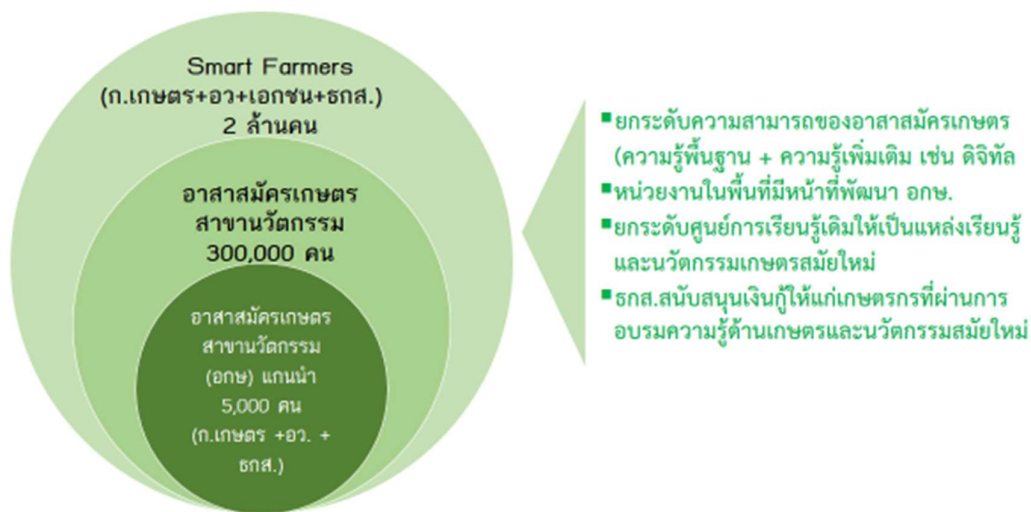 Smart Farmers
(ก.เกษตร+อว+เอกชน+ธกส.)
2 ล้านคน
อาสาสมัครเกษตร
สาขานวัตกรรม
300,000 คน
อาสาสมัครเกษตร
สาขานวัตกรรม
(อกษ) แกนนำ
5,000 คน
(ก.เกษตร +อว. +
ธกส.)
▪ยกระดับความสามารถของอาสาสมัครเกษตร
(ความรู้พื้นฐาน + ความรู้เพิ่มเติม เช่น ดิจิทัล
▪หน่วยงานในพื้นที่มีหน้าที่พัฒนา อกษ.
▪ยกระดับศูนย์การเรียนรู้เดิมให้เป็นแหล่งเรียนรู้
และนวัตกรรมเกษตรสมัยใหม่
▪ธกส.สนับสนุนเงินกู้ให้แก่เกษตรกรที่ผ่านการ
อบรมความรู้ด้านเกษตรและนวัตกรรมสมัยใหม่